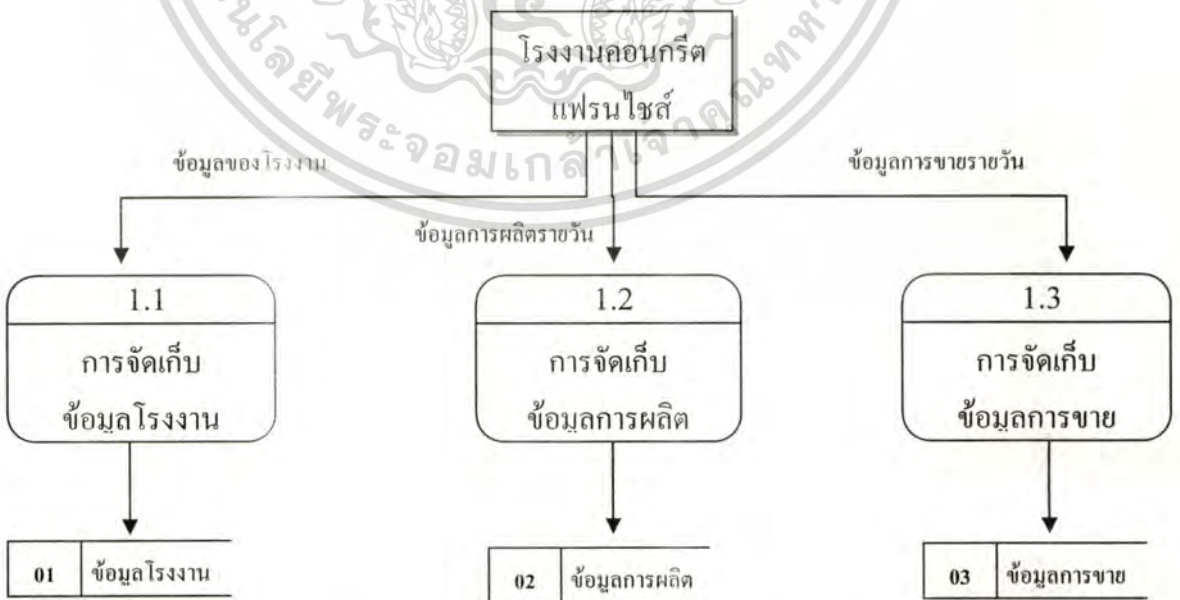 โรงงานคอนกรีต
แฟรนไชส์
ข้อมูลของโรงงาน
ข้อมูลการขายรายวัน
ข้อมูลการผลิตรายวัน
1.1
การจัดเก็บ
ข้อมูลโรงงาน
1.2
การจัดเก็บ
ข้อมูลการผลิต
1.3
การจัดเก็บ
ข้อมูลการขาย
01 ข้อมูลโรงงาน
02 ข้อมูลการผลิต
03 ข้อมูลการขาย